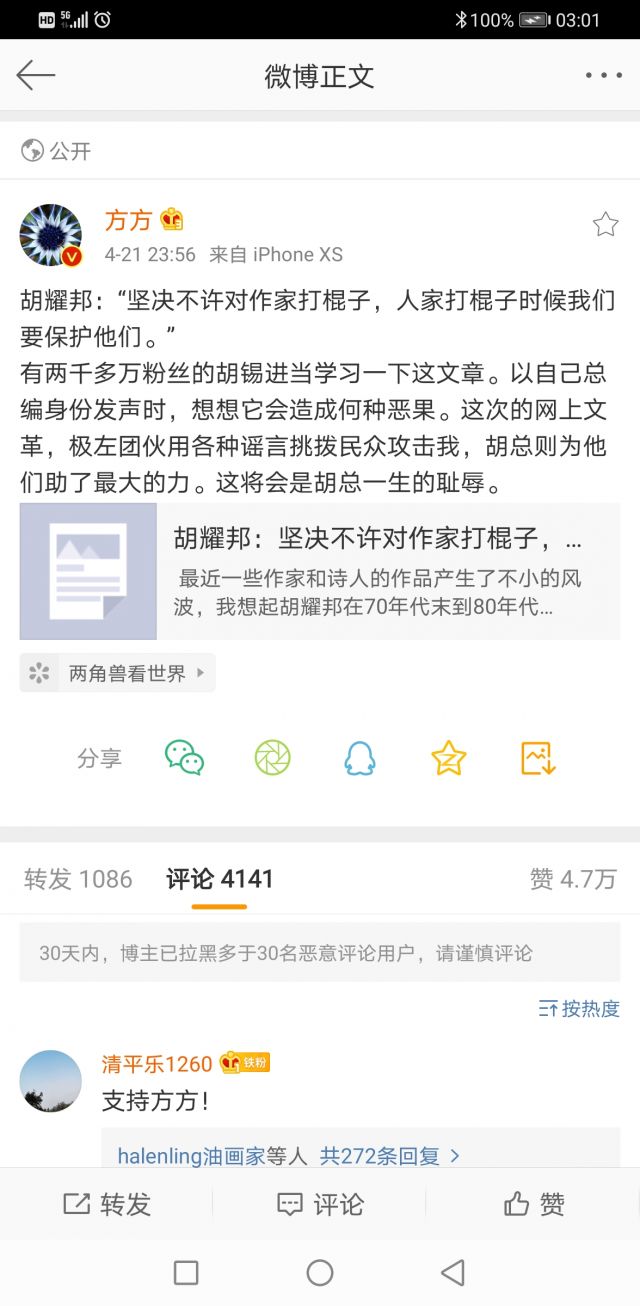 HD 5G 100% 03:01
微博正文
公开
方方
4-21 23:56 来自 iPhone XS
胡耀邦：“坚决不许对作家打棍子，人家打棍子时候我们
要保护他们。”
有两千多万粉丝的胡锡进当学习一下这文章。以自己总
编身份发声时，想想它会造成何种恶果。这次的网上文
革，极左团伙用各种谣言挑拨民众攻击我，胡总则为他
们助了最大的力。这将会是胡总一生的耻辱。
胡耀邦：坚决不许对作家打棍子，...
最近一些作家和诗人的作品产生了不小的风
波，我想起胡耀邦在70年代末到80年代...
两角兽看世界
分享
转发 1086 评论 4141 赞 4.7万
30天内，博主已拉黑多于30名恶意评论用户，请谨慎评论
按热度
清平乐1260 铁粉
支持方方！
halenling油画家等人 共272条回复 >
转发 评论 赞